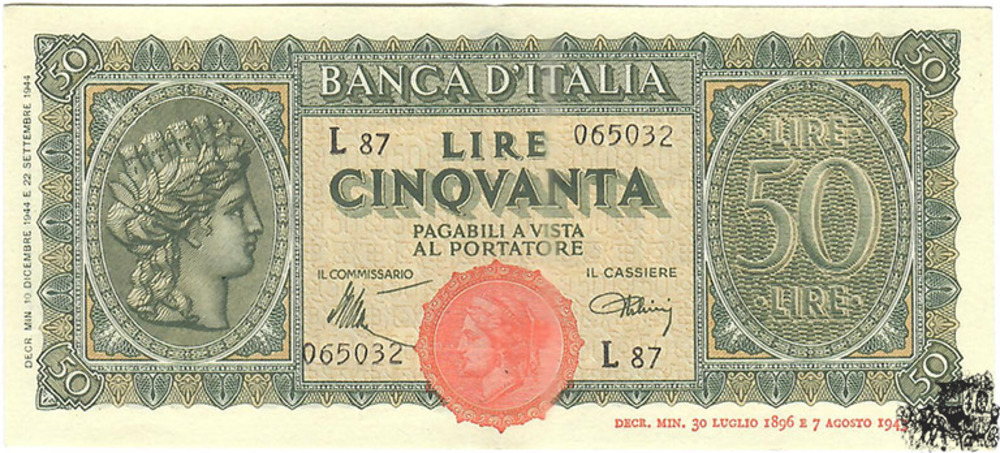 50
50
BANCA D'ITALIA
L 87
LIRE
065032
CINQVANTA
PAGABILI A VISTA
AL PORTATORE
IL COMMISSARIO
IL CASSIERE
065032
L 87
LIRE
50
LIRE
50
50
DECR. MIN. 10 DICEMBRE 1944 E 22 SETTEMBRE 1944
DECR. MIN. 30 LUGLIO 1896 E 7 AGOSTO